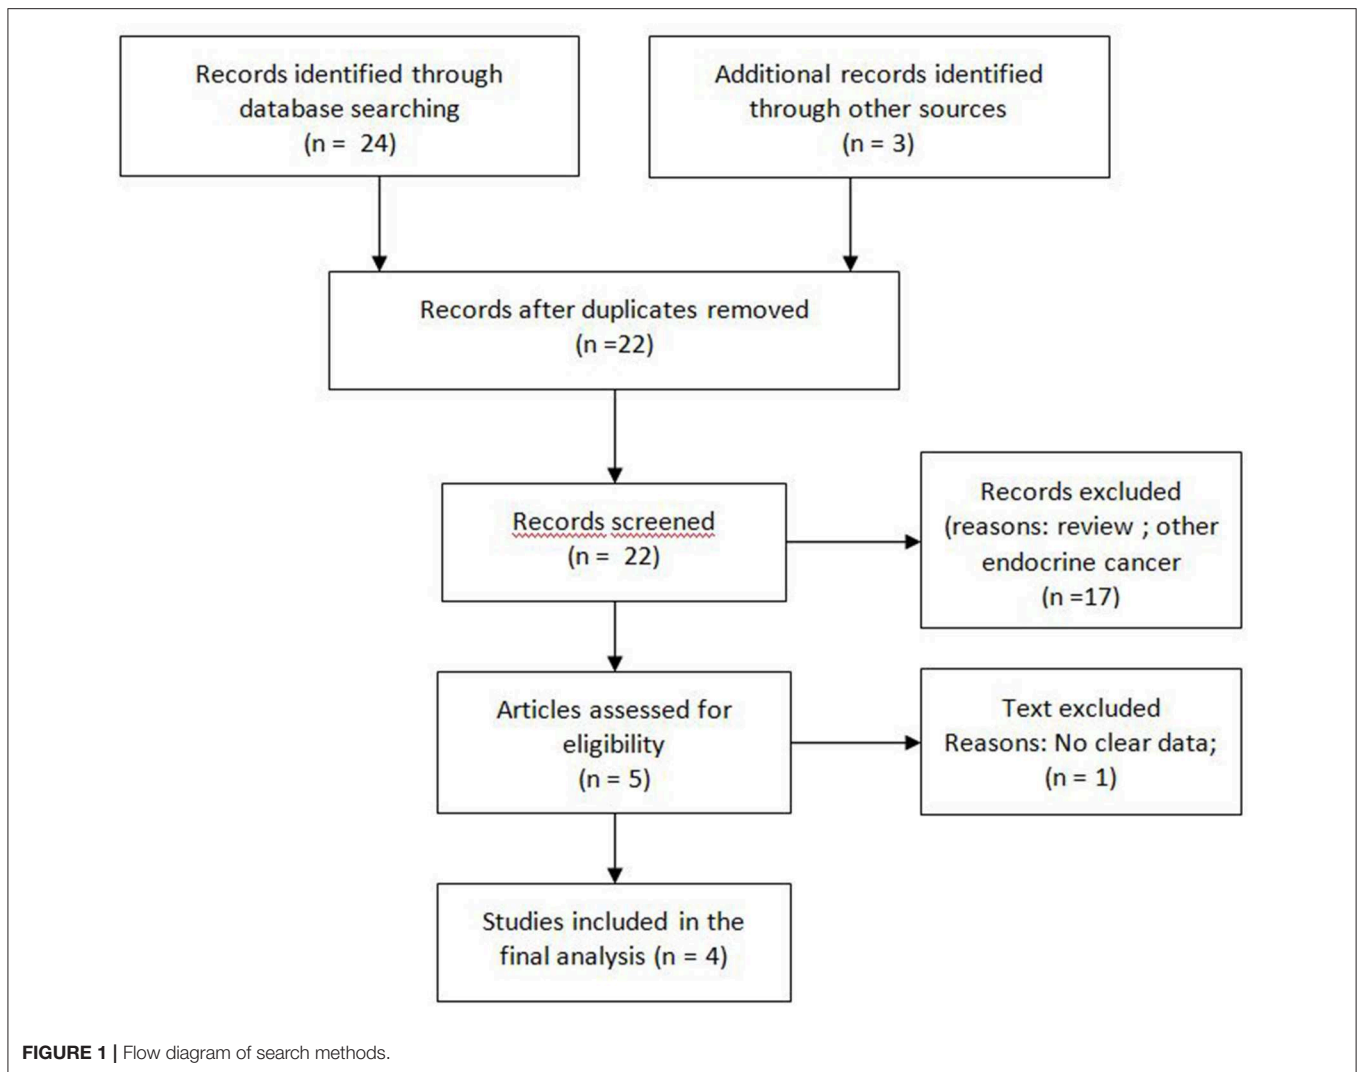 Records identified through
database searching
(n =  24)
Additional records identified
through other sources
(n = 3)
Records after duplicates removed
(n =22)
Records screened
(n =  22)
Records excluded
(reasons: review ; other
endocrine cancer
(n =17)
Articles assessed for
eligibility
(n = 5)
Text excluded
Reasons: No clear data;
(n = 1)
Studies included in the
final analysis (n = 4)
FIGURE 1 | Flow diagram of search methods.